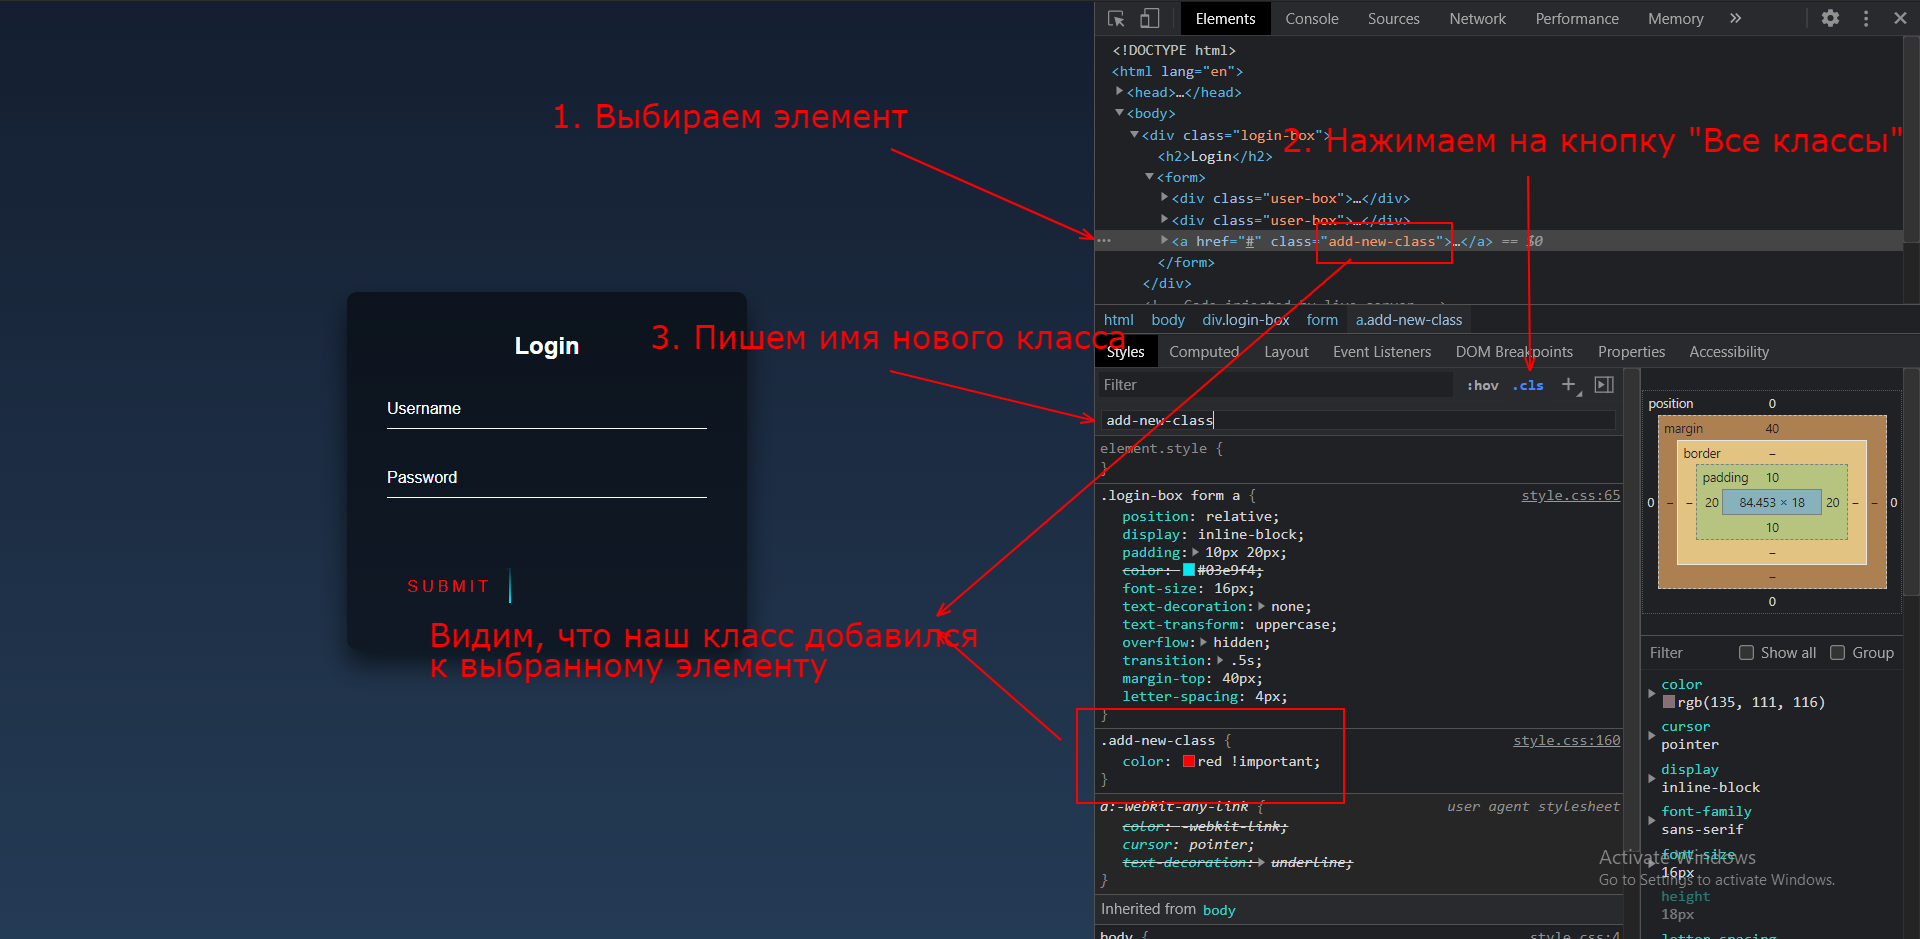 Elements Console Sources Network Performance Memory »
<!DOCTYPE html>
<html lang="en">
<head>…</head>
<body>
<div class="login-box">
<h2>Login</h2>
<form>
<div class="user-box">…</div>
<div class="user-box">…</div>
<a href="#" class="add-new-class">…</a> == $0
</form>
</div>
html body div.login-box form a.add-new-class
Styles Computed Layout Event Listeners DOM Breakpoints Properties Accessibility
Filter :hov .cls
add-new-class
element.style {
}
.login-box form a { style.css:65
position: relative;
display: inline-block;
padding: 10px 20px;
color: #03e9f4;
font-size: 16px;
text-decoration: none;
text-transform: uppercase;
overflow: hidden;
transition: .5s;
margin-top: 40px;
letter-spacing: 4px;
}
.add-new-class { style.css:160
color: red !important;
}
a:-webkit-any-link { user agent stylesheet
color: -webkit-link;
cursor: pointer;
text-decoration: underline;
}
Inherited from body
body { style.css:4
position 0
margin 40
border –
padding 10
0 – – 20 84.453 × 18 20 – – 0
10
–
–
0
Filter Show all Group
color
rgb(135, 111, 116)
cursor
pointer
display
inline-block
font-family
sans-serif
font-size
16px
height
18px
letter-spacing
Activate Windows
Go to Settings to activate Windows.
1. Выбираем элемент
2. Нажимаем на кнопку "Все классы"
3. Пишем имя нового класса
Видим, что наш класс добавился
к выбранному элементу
Login
Username
Password
SUBMIT